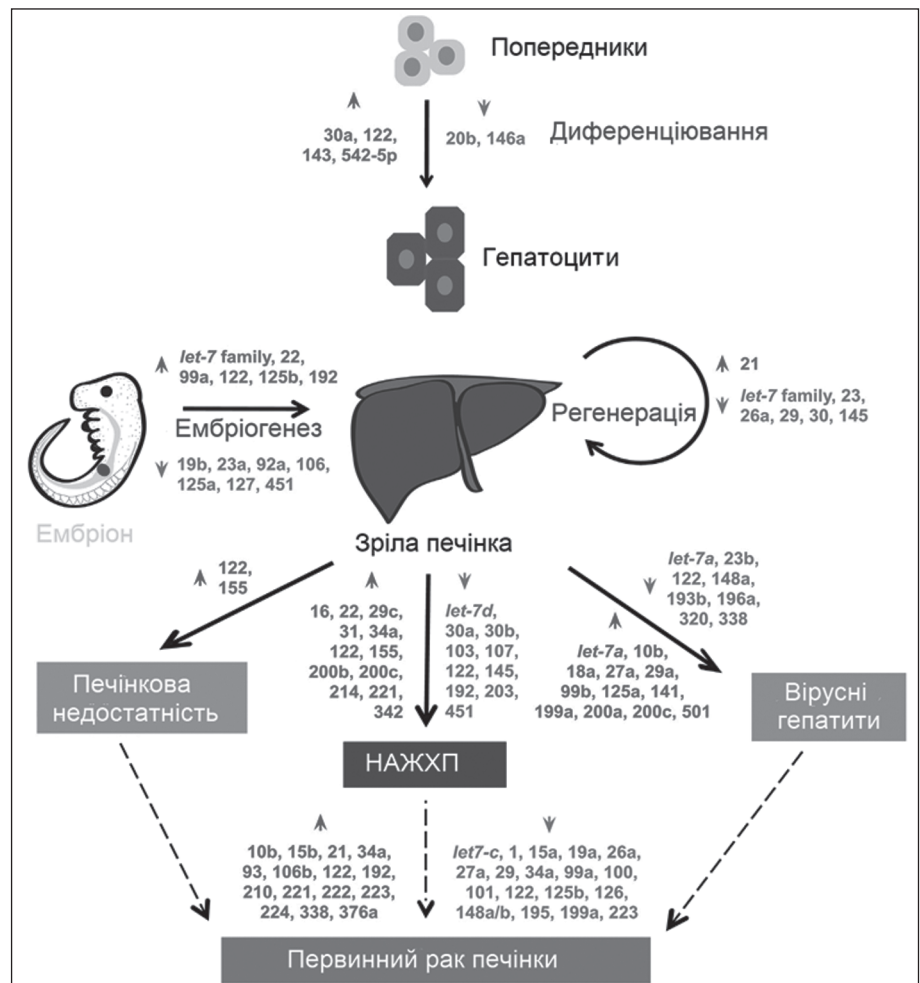 Попередники
30a, 122,
143, 542-5p
20b, 146a
Диференціювання
Гепатоцити
let-7 family, 22,
99a, 122, 125b, 192
Ембріогенез
19b, 23a, 92a, 106,
125a, 127, 451
Ембріон
Регенерація
21
let-7 family, 23,
26a, 29, 30, 145
Зріла печінка
122,
155
16, 22, 29c,
31, 34a,
122, 155,
200b, 200c,
214, 221,
342
let-7d,
30a, 30b,
103, 107,
122, 145,
192, 203,
451
let-7a, 23b,
122, 148a,
193b, 196a,
320, 338
let-7a, 10b,
18a, 27a, 29a,
99b, 125a, 141,
199a, 200a, 200c, 501
Печінкова
недостатність
НАЖХП
Вірусні
гепатити
10b, 15b, 21, 34a,
93, 106b, 122, 192,
210, 221, 222, 223,
224, 338, 376a
let7-c, 1, 15a, 19a, 26a,
27a, 29, 34a, 99a, 100,
101, 122, 125b, 126,
148a/b, 195, 199a, 223
Первинний рак печінки